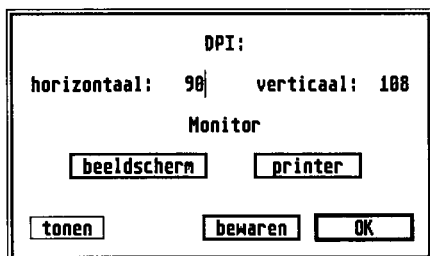 DPI:
horizontaal: 90 verticaal: 108
Monitor
beeldscherm printer
tonen bewaren OK